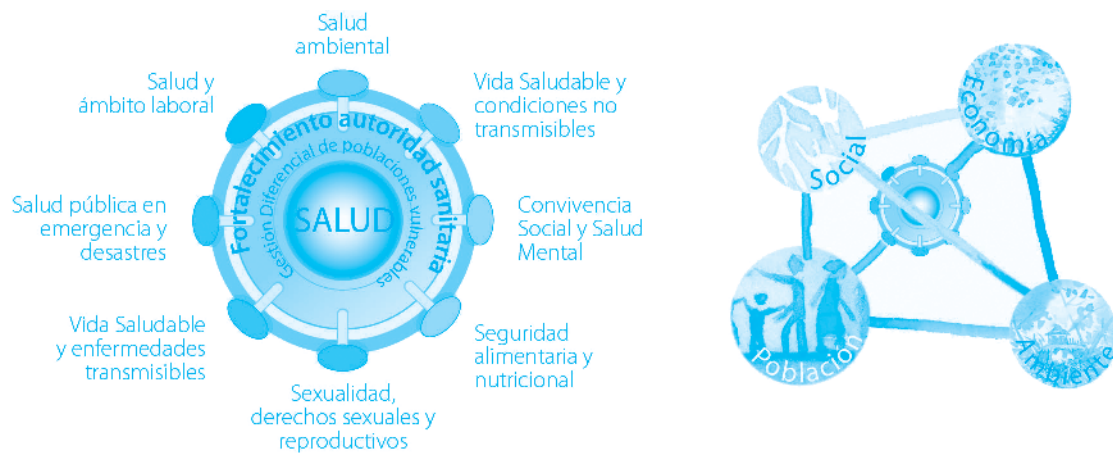 Salud
ambiental
Salud y
ámbito laboral
Vida Saludable y
condiciones no
transmisibles
Fortalecimiento autoridad sanitaria
Gestión Diferencial de poblaciones vulnerables
SALUD
Salud pública en
emergencia y
desastres
Convivencia
Social y Salud
Mental
Vida Saludable
y enfermedades
transmisibles
Seguridad
alimentaria y
nutricional
Sexualidad,
derechos sexuales y
reproductivos
Economía
Social
Población
Ambiente